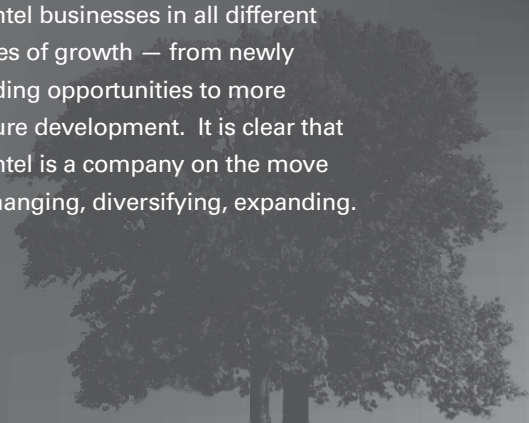 ntel businesses in all different
es of growth — from newly
ding opportunities to more
ure development.  It is clear that
ntel is a company on the move
hanging, diversifying, expanding.